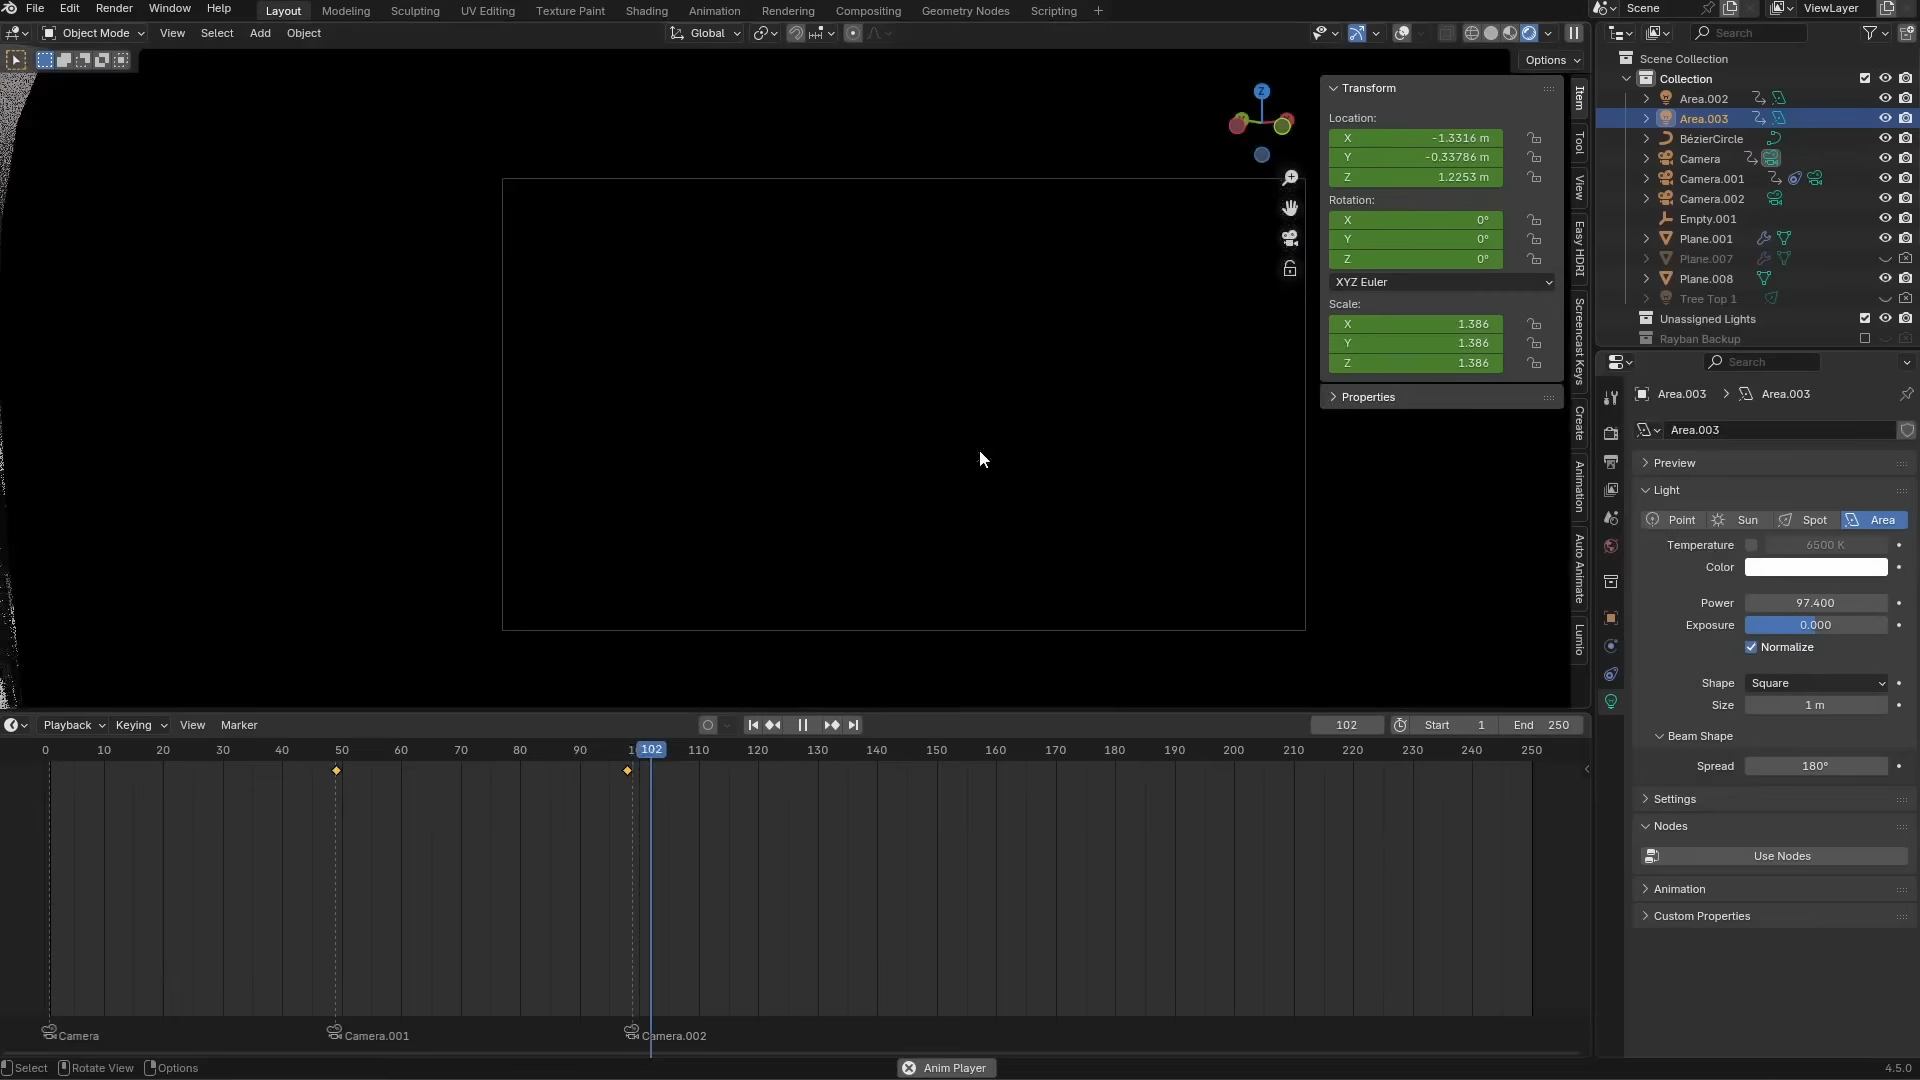 File Edit Render Window Help Layout Modeling Sculpting UV Editing Texture Paint Shading Animation Rendering Compositing Geometry Nodes Scripting + Scene ViewLayer
Object Mode View Select Add Object Global Search
Options
Transform
Location:
X -1.3316 m
Y -0.33786 m
Z 1.2253 m
Rotation:
X 0°
Y 0°
Z 0°
XYZ Euler
Scale:
X 1.386
Y 1.386
Z 1.386
Properties
Z
Item
Tool
View
Easy HDRI
Screencast Keys
Create
Animation
Auto Animate
Lumio
Scene Collection
Collection
Area.002
Area.003
BézierCircle
Camera
Camera.001
Camera.002
Empty.001
Plane.001
Plane.007
Plane.008
Tree Top 1
Unassigned Lights
Rayban Backup
Search
Area.003 Area.003
Area.003
Preview
Light
Point Sun Spot Area
Temperature 6500 K
Color
Power 97.400
Exposure 0.000
Normalize
Shape Square
Size 1 m
Beam Shape
Spread 180°
Settings
Nodes
Use Nodes
Animation
Custom Properties
Playback Keying View Marker 102 Start 1 End 250
0 10 20 30 40 50 60 70 80 90 102 110 120 130 140 150 160 170 180 190 200 210 220 230 240 250
Camera Camera.001 Camera.002
Select Rotate View Options Anim Player 4.5.0